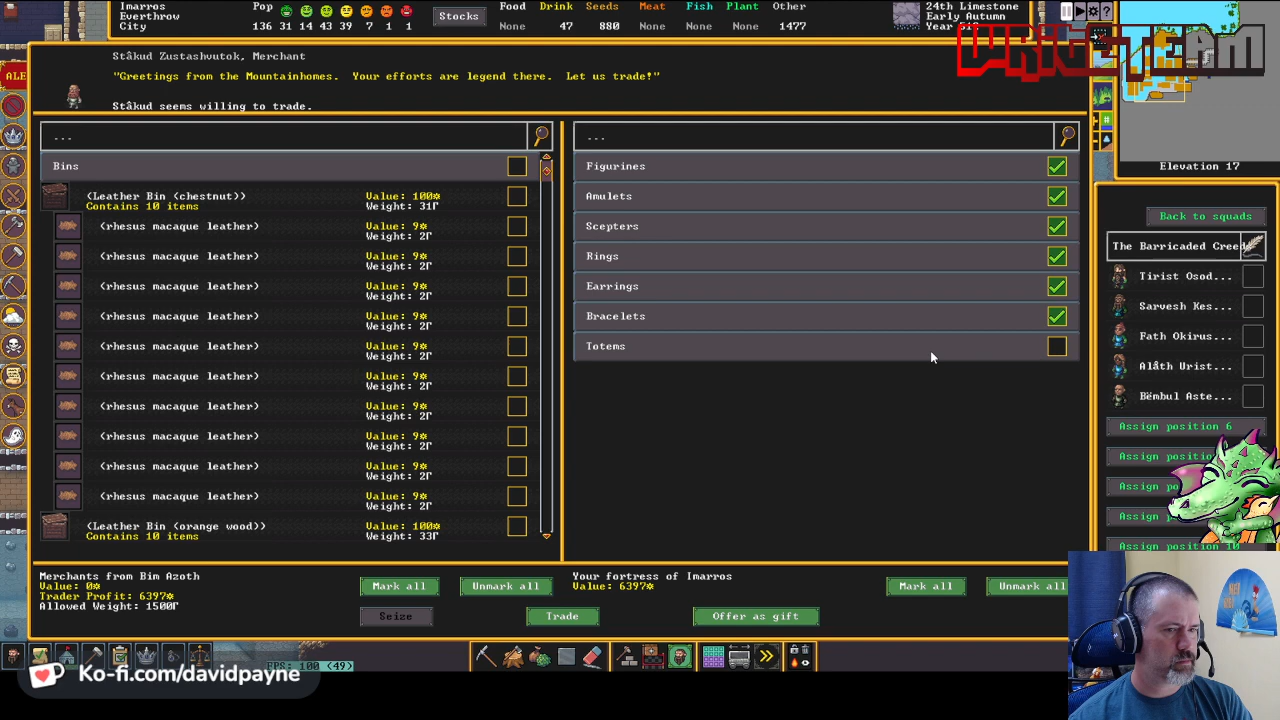 Imarros
Everthrow
City
Pop
136 31 14 43 39 7 1 1
Stocks
Food
None
Drink
47
Seeds
880
Meat
None
Fish
None
Plant
None
Other
1477
24th Limestone
Early Autumn
Elevation 17
Stâkud Zustashvutok, Merchant
"Greetings from the Mountainhomes. Your efforts are legend there. Let us trade!"
Stâkud seems willing to trade.
ALE
...
Bins
(Leather Bin (chestnut)) Value: 100☼
Contains 10 items Weight: 31Γ
(rhesus macaque leather) Value: 9☼
Weight: 2Γ
(rhesus macaque leather) Value: 9☼
Weight: 2Γ
(rhesus macaque leather) Value: 9☼
Weight: 2Γ
(rhesus macaque leather) Value: 9☼
Weight: 2Γ
(rhesus macaque leather) Value: 9☼
Weight: 2Γ
(rhesus macaque leather) Value: 9☼
Weight: 2Γ
(rhesus macaque leather) Value: 9☼
Weight: 2Γ
(rhesus macaque leather) Value: 9☼
Weight: 2Γ
(rhesus macaque leather) Value: 9☼
Weight: 2Γ
(rhesus macaque leather) Value: 9☼
Weight: 2Γ
(Leather Bin (orange wood)) Value: 100☼
Contains 10 items Weight: 33Γ
...
Figurines
Amulets
Scepters
Rings
Earrings
Bracelets
Totems
Back to squads
The Barricaded Creed
Tirist Osod...
Sarvesh Kes...
Fath Okirus...
Alåth Urist...
Bëmbul Aste...
Assign position 6
Merchants from Bim Azoth
Value: 0☼
Trader Profit: 6397☼
Allowed Weight: 1500Γ
Mark all
Unmark all
Seize
Trade
Your fortress of Imarros
Value: 6397☼
Mark all
Unmark all
Offer as gift
FPS: 100 (49)
Ko-fi.com/davidpayne